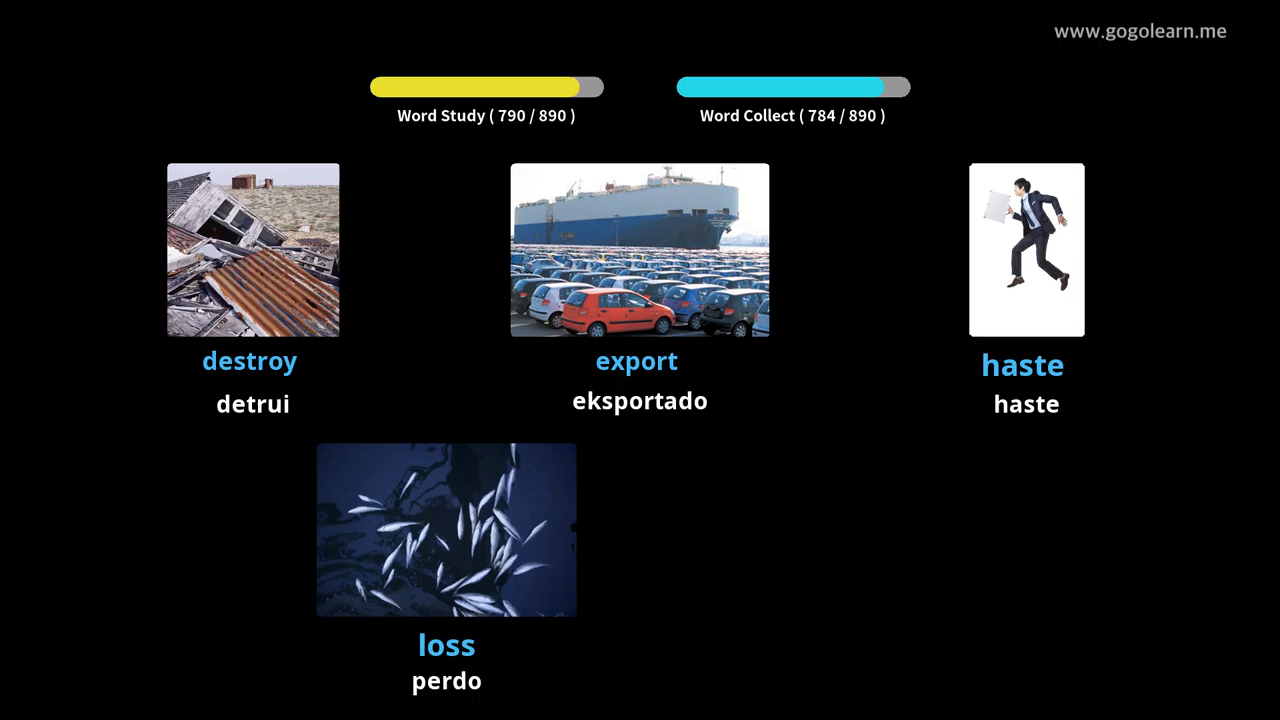 www.gogolearn.me
Word Study ( 790 / 890 )
Word Collect ( 784 / 890 )
destroy
detrui
export
eksportado
haste
haste
loss
perdo